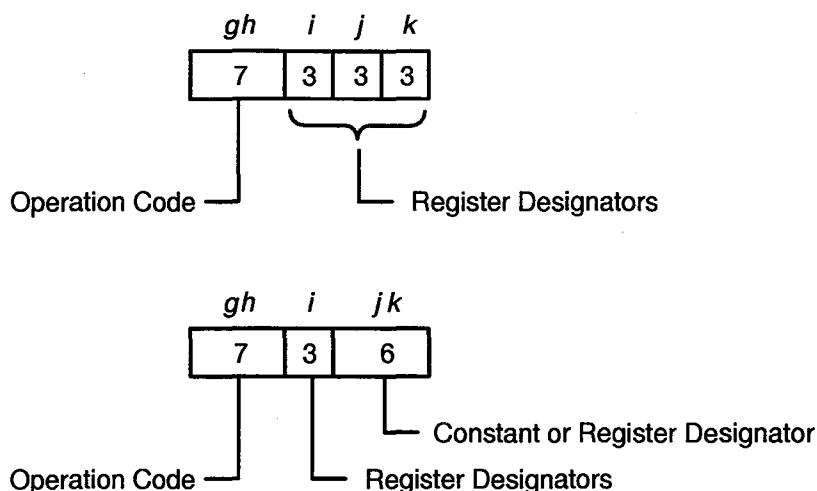 gh i j k
7 3 3 3
Operation Code Register Designators
gh i jk
7 3 6
Constant or Register Designator
Operation Code Register Designators